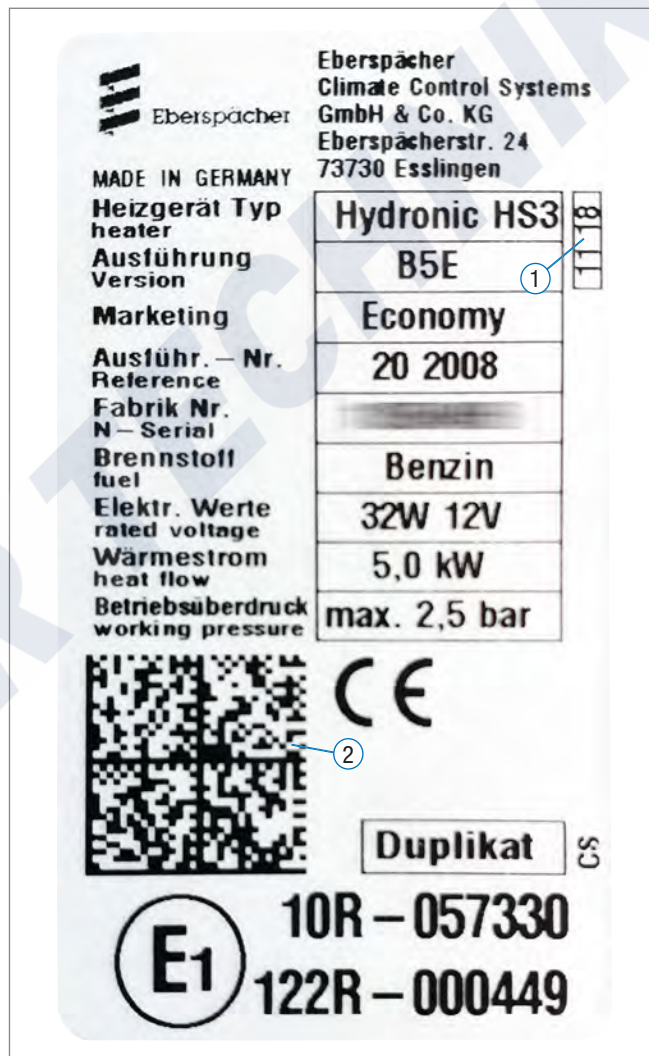 Eberspächer
Eberspächer
Climate Control Systems
GmbH & Co. KG
Eberspächerstr. 24
73730 Esslingen
MADE IN GERMANY
Heizgerät Typ
heater
Hydronic HS3
11 18
1
Ausführung
Version
B5E
Marketing
Economy
Ausführ. – Nr.
Reference
20 2008
Fabrik Nr.
N – Serial
Brennstoff
fuel
Benzin
Elektr. Werte
rated voltage
32W 12V
Wärmestrom
heat flow
5,0 kW
Betriebsüberdruck
working pressure
max. 2,5 bar
CE
2
Duplikat
CS
E1
10R – 057330
122R – 000449